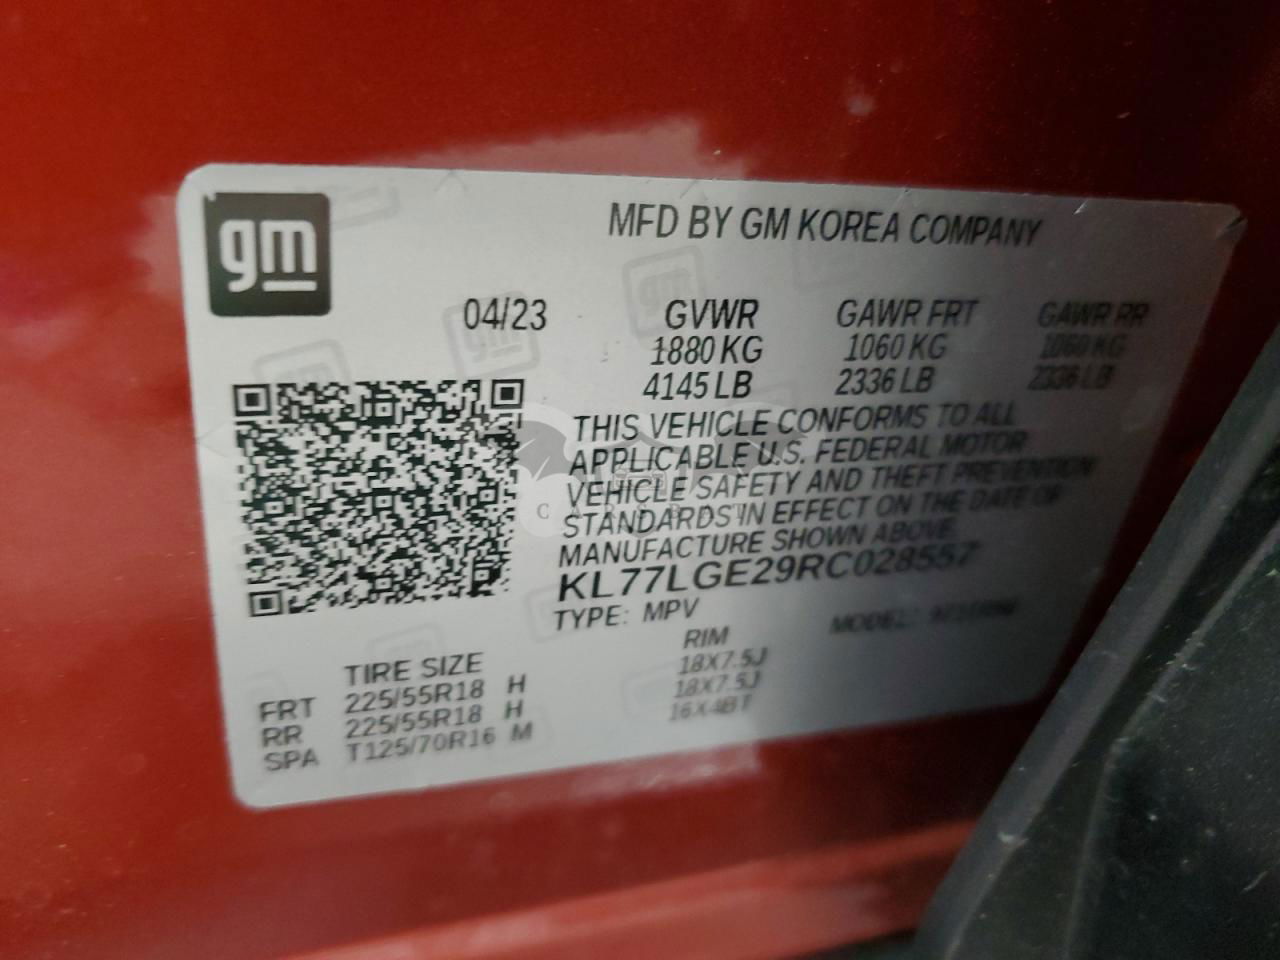 gm
MFD BY GM KOREA COMPANY
04/23 GVWR GAWR FRT GAWR RR
1880 KG 1060 KG 1060 KG
4145 LB 2336 LB 2336 LB
THIS VEHICLE CONFORMS TO ALL
APPLICABLE U.S. FEDERAL MOTOR
VEHICLE SAFETY AND THEFT PREVENTION
STANDARDS IN EFFECT ON THE DATE OF
MANUFACTURE SHOWN ABOVE.
CARSBAT
KL77LGE29RC028557
TYPE: MPV MODEL:
TIRE SIZE RIM
FRT 225/55R18 H 18X7.5J
RR 225/55R18 H 18X7.5J
SPA T125/70R16 M 16X4BT